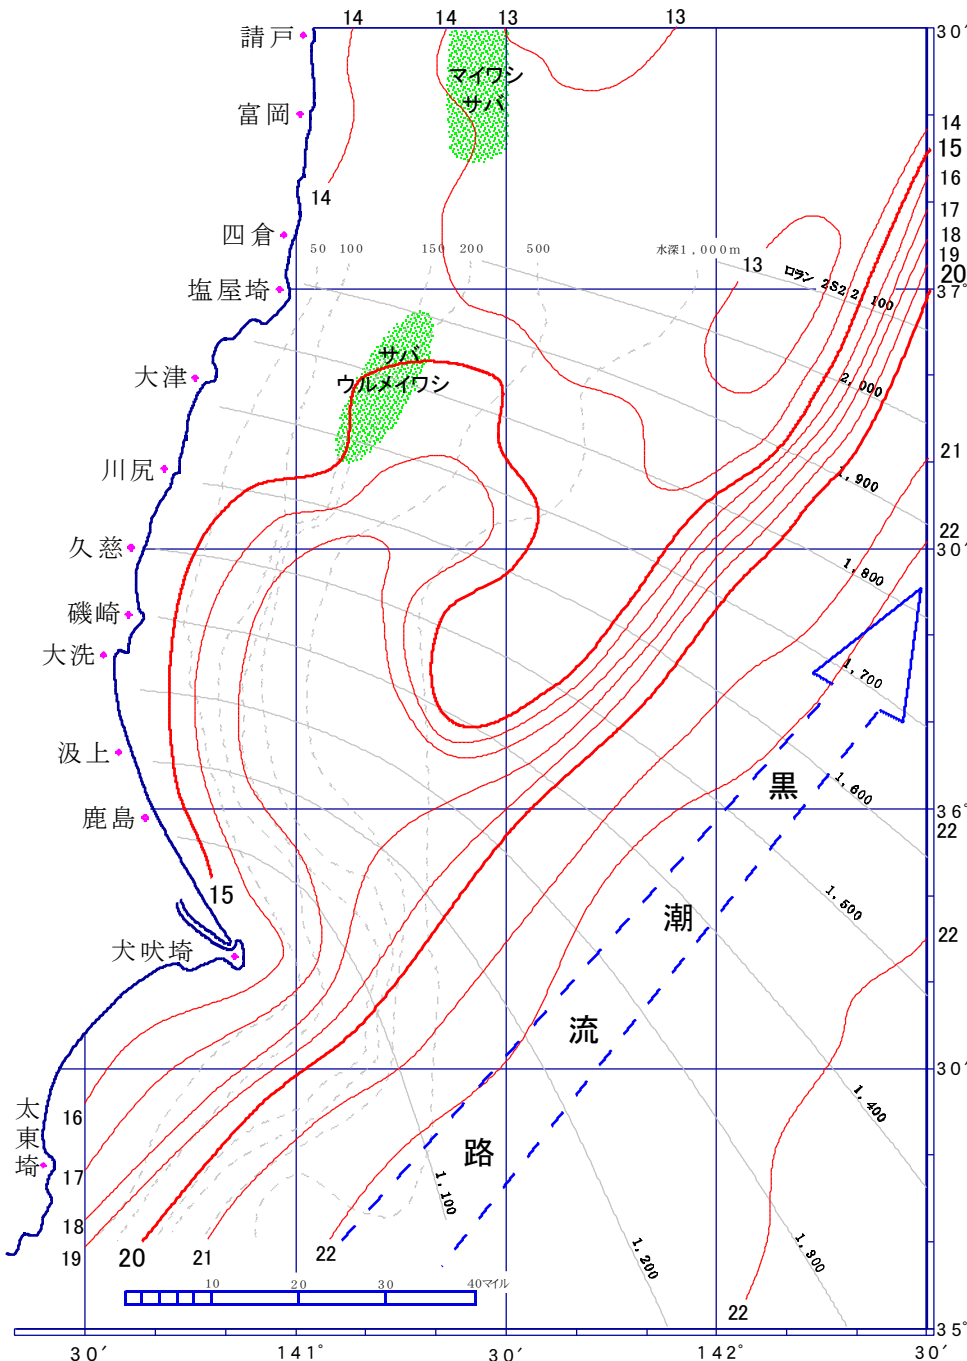 14
14
13
13
30′
請戸
マイワシ
サバ
富岡
14
15
16
17
18
19
20
14
四倉
50
100
150
200
500
水深1,000m
13
ロラン 2S2 2,100
37°
塩屋埼
大津
サバ
ウルメイワシ
2,000
川尻
21
1,900
久慈
22
30′
1,800
磯崎
大洗
1,700
汲上
黒
1,600
鹿島
36°
22
15
潮
1,500
犬吠埼
22
流
30′
太東埼
16
1,400
路
17
1,100
18
19
20
21
22
1,200
1,300
10
20
30
40マイル
22
35°
30′
141°
30′
142°
30′